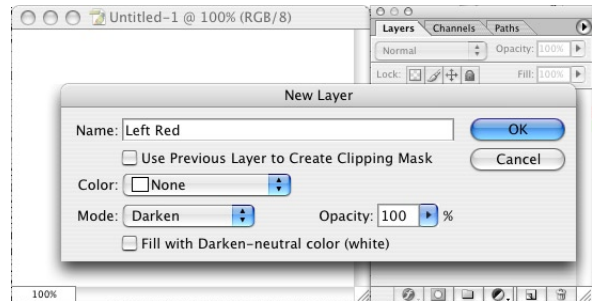 Untitled-1 @ 100% (RGB/8)
Layers Channels Paths
Normal Opacity: 100%
Lock: Fill: 100%
New Layer
Name: Left Red
OK
Use Previous Layer to Create Clipping Mask
Cancel
Color: None
Mode: Darken Opacity: 100 %
Fill with Darken-neutral color (white)
100%